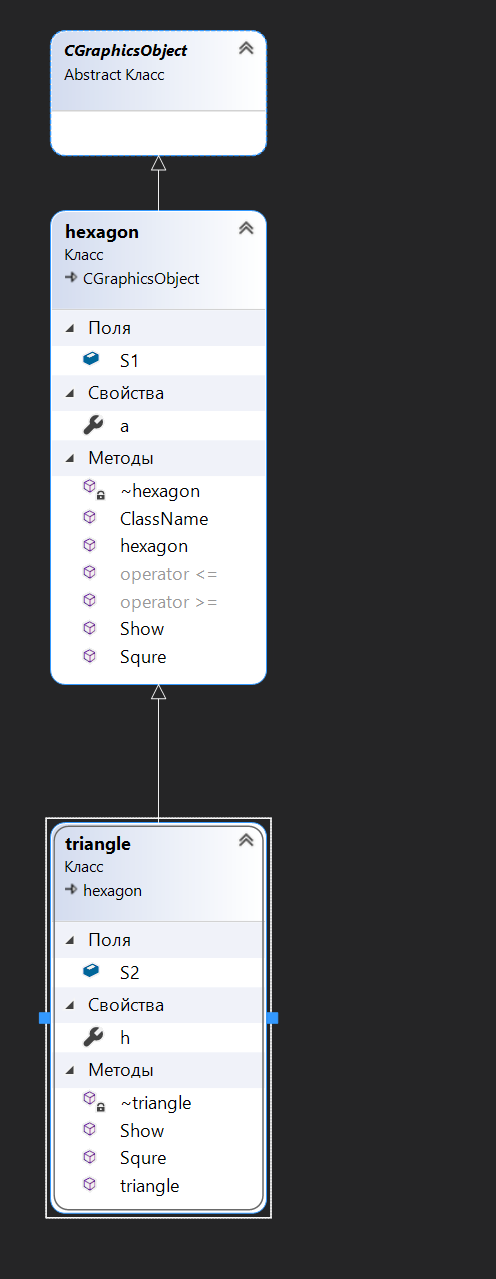 CGraphicsObject
Abstract Класс
hexagon
Класс
CGraphicsObject
Поля
S1
Свойства
a
Методы
~hexagon
ClassName
hexagon
operator <=
operator >=
Show
Squre
triangle
Класс
hexagon
Поля
S2
Свойства
h
Методы
~triangle
Show
Squre
triangle